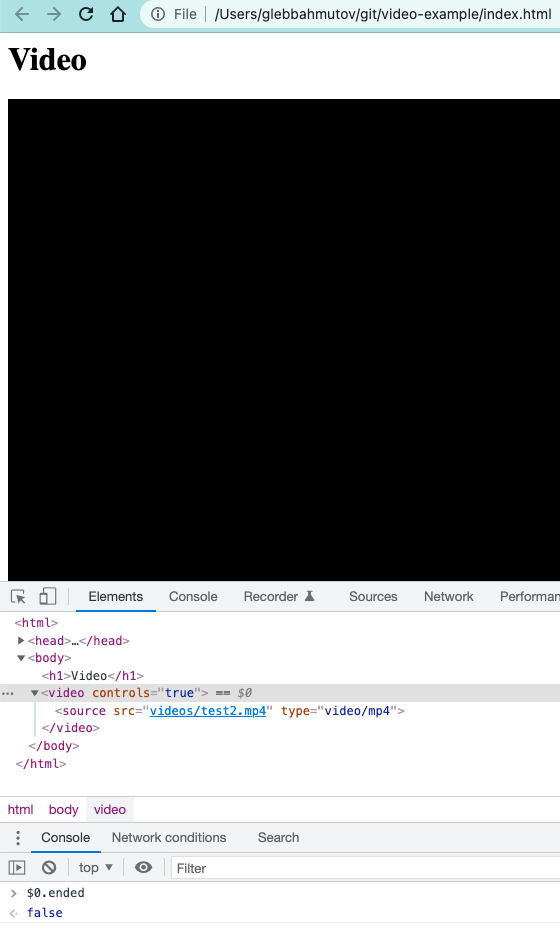 File /Users/glebbahmutov/git/video-example/index.html
Video
Elements Console Recorder Sources Network Performan
<html>
<head>…</head>
<body>
<h1>Video</h1>
<video controls="true"> == $0
<source src="videos/test2.mp4" type="video/mp4">
</video>
</body>
</html>
html body video
Console Network conditions Search
top Filter
$0.ended
false